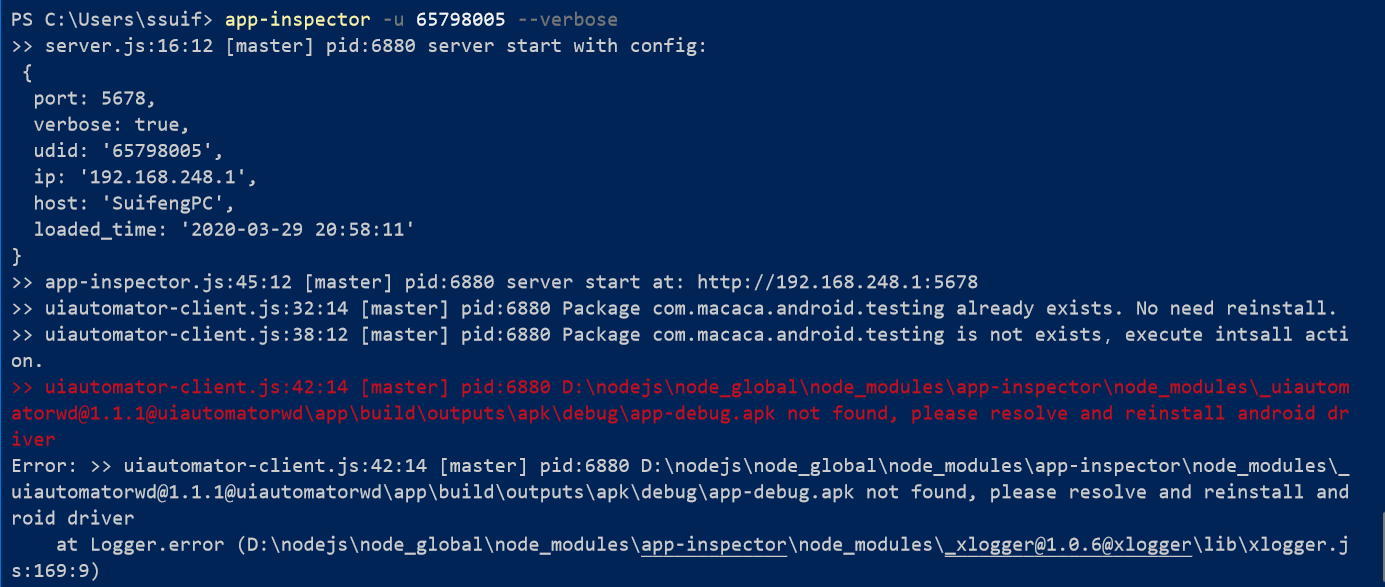 PS C:\Users\ssuif> app-inspector -u 65798005 --verbose
>> server.js:16:12 [master] pid:6880 server start with config:
{
port: 5678,
verbose: true,
udid: '65798005',
ip: '192.168.248.1',
host: 'SuifengPC',
loaded_time: '2020-03-29 20:58:11'
}
>> app-inspector.js:45:12 [master] pid:6880 server start at: http://192.168.248.1:5678
>> uiautomator-client.js:32:14 [master] pid:6880 Package com.macaca.android.testing already exists. No need reinstall.
>> uiautomator-client.js:38:12 [master] pid:6880 Package com.macaca.android.testing is not exists, execute intsall acti
on.
>> uiautomator-client.js:42:14 [master] pid:6880 D:\nodejs\node_global\node_modules\app-inspector\node_modules\_uiautom
atorwd@1.1.1@uiautomatorwd\app\build\outputs\apk\debug\app-debug.apk not found, please resolve and reinstall android dr
iver
Error: >> uiautomator-client.js:42:14 [master] pid:6880 D:\nodejs\node_global\node_modules\app-inspector\node_modules\_
uiautomatorwd@1.1.1@uiautomatorwd\app\build\outputs\apk\debug\app-debug.apk not found, please resolve and reinstall and
roid driver
at Logger.error (D:\nodejs\node_global\node_modules\app-inspector\node_modules\_xlogger@1.0.6@xlogger\lib\xlogger.j
s:169:9)